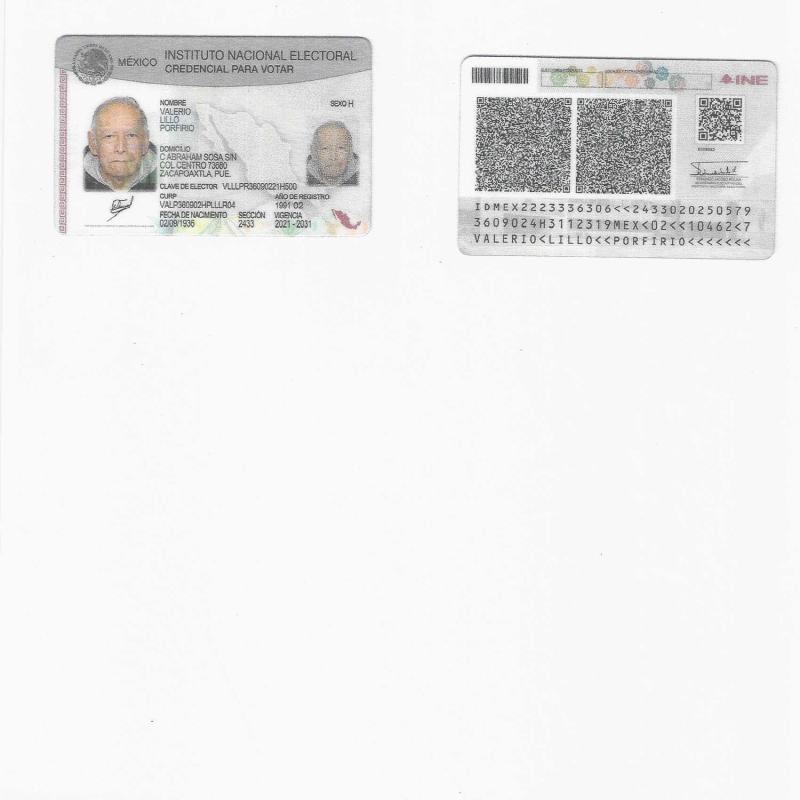 MÉXICO
INSTITUTO NACIONAL ELECTORAL
CREDENCIAL PARA VOTAR
NOMBRE
VALERIO
LILLO
PORFIRIO
SEXO H
DOMICILIO
C ABRAHAM SOSA SN
COL CENTRO 73680
ZACAPOAXTLA, PUE.
CLAVE DE ELECTOR VLLLPR36090221H500
CURP
VALP360902HPLLLR04
AÑO DE REGISTRO
1991 02
FECHA DE NACIMIENTO
02/09/1936
SECCIÓN
2433
VIGENCIA
2021 - 2031
INE
IDMEX2223336306<<2433020250579
3609024H3112319MEX<02<<10462<7
VALERIO<LILLO<<PORFIRIO<<<<<<<